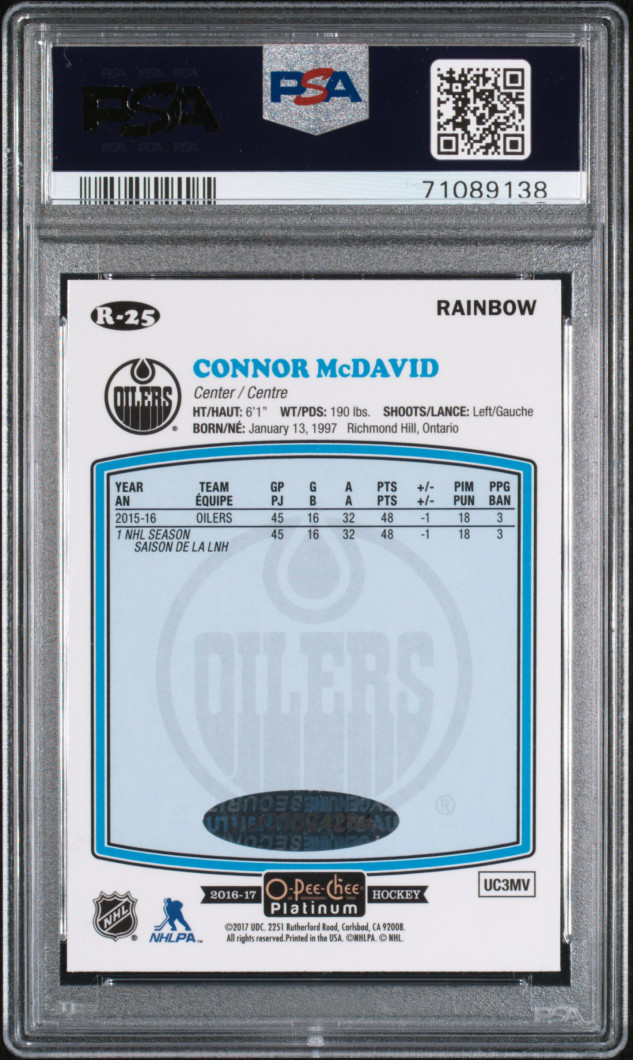 PSA
PSA
71089138
R-25
RAINBOW
OILERS
CONNOR McDAVID
Center / Centre
HT/HAUT: 6'1" WT/PDS: 190 lbs. SHOOTS/LANCE: Left/Gauche
BORN/NÉ: January 13, 1997 Richmond Hill, Ontario
YEAR TEAM GP G A PTS +/- PIM PPG
AN ÉQUIPE PJ B A PTS +/- PUN BAN
2015-16 OILERS 45 16 32 48 -1 18 3
1 NHL SEASON 45 16 32 48 -1 18 3
SAISON DE LA LNH
OILERS
®
UC3MV
2016-17 O-Pee-Chee HOCKEY
Platinum
NHL
NHLPA
©2017 UDC. 2251 Rutherford Road, Carlsbad, CA 92008.
All rights reserved. Printed in the USA. ©NHLPA. © NHL.
PSA